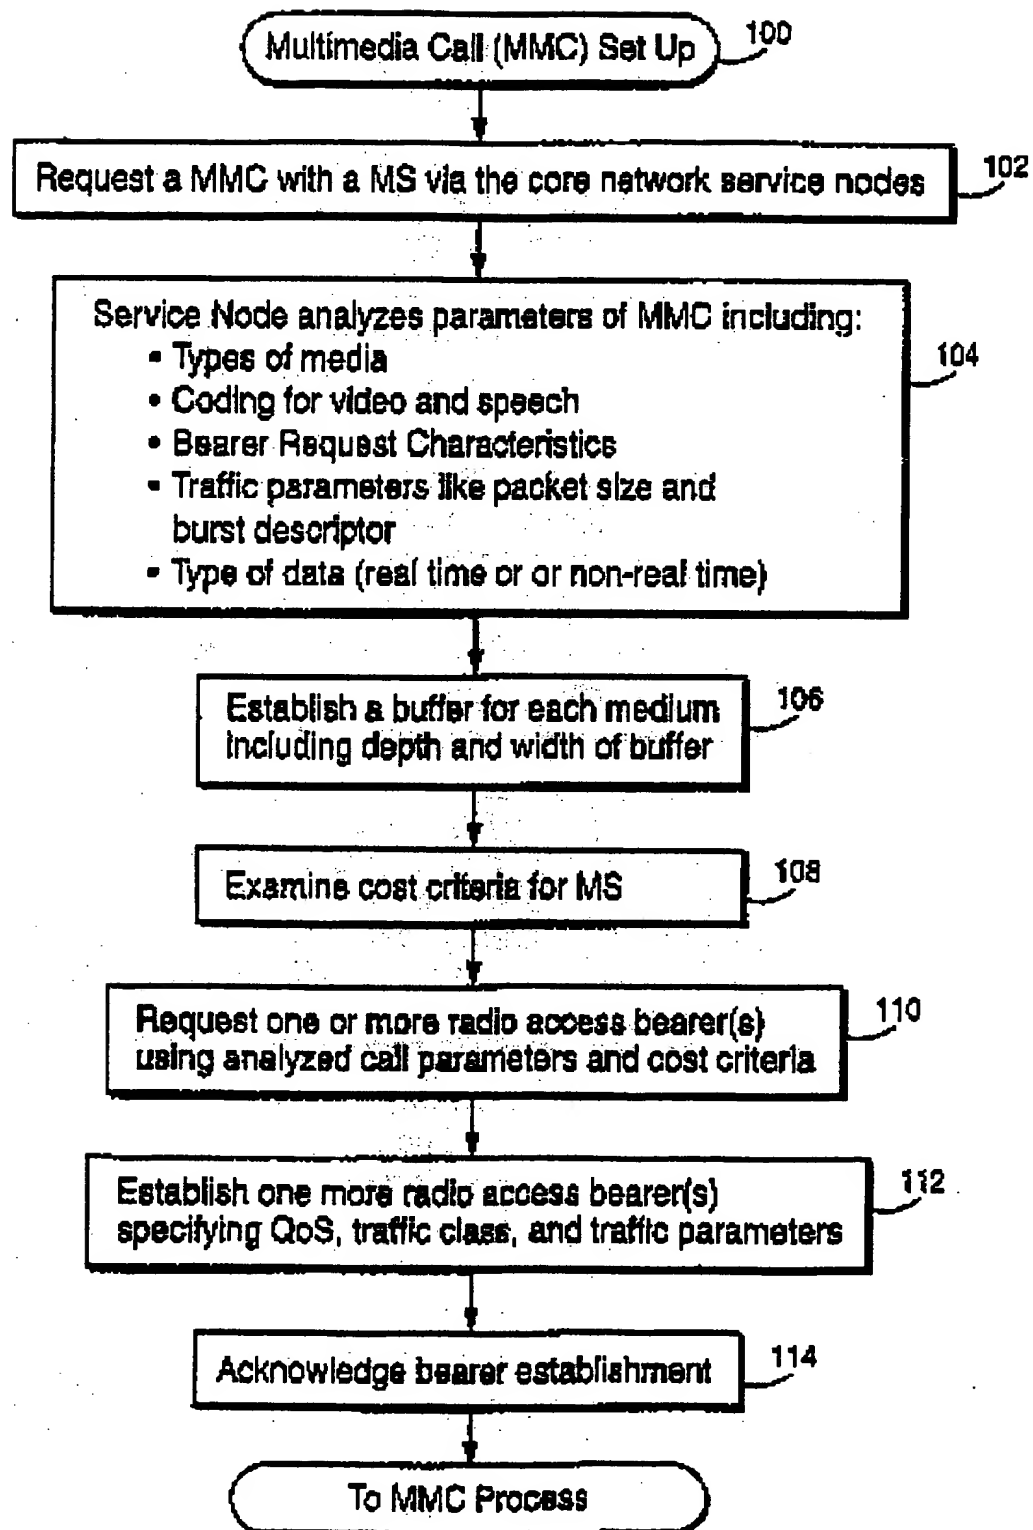 Multimedia Call (MMC) Set Up
100
Request a MMC with a MS via the core network service nodes
102
Service Node analyzes parameters of MMC including:
• Types of media
• Coding for video and speech
• Bearer Request Characteristics
• Traffic parameters like packet size and
burst descriptor
• Type of data (real time or or non-real time)
104
Establish a buffer for each medium
including depth and width of buffer
106
Examine cost criteria for MS
108
Request one or more radio access bearer(s)
using analyzed call parameters and cost criteria
110
Establish one more radio access bearer(s)
specifying QoS, traffic class, and traffic parameters
112
Acknowledge bearer establishment
114
To MMC Process